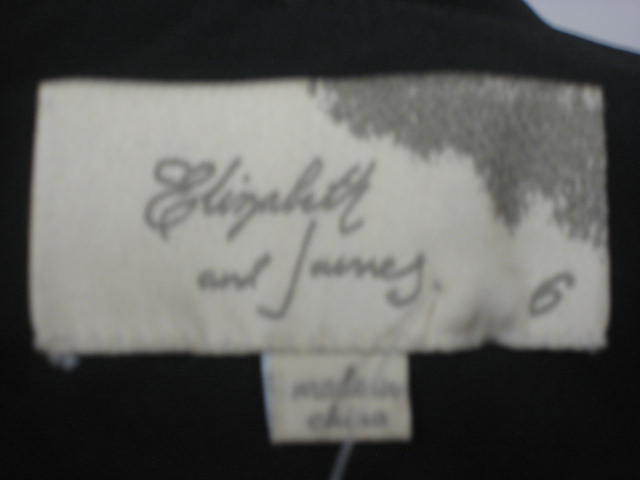 Elizabeth
and James.
6
made in
china